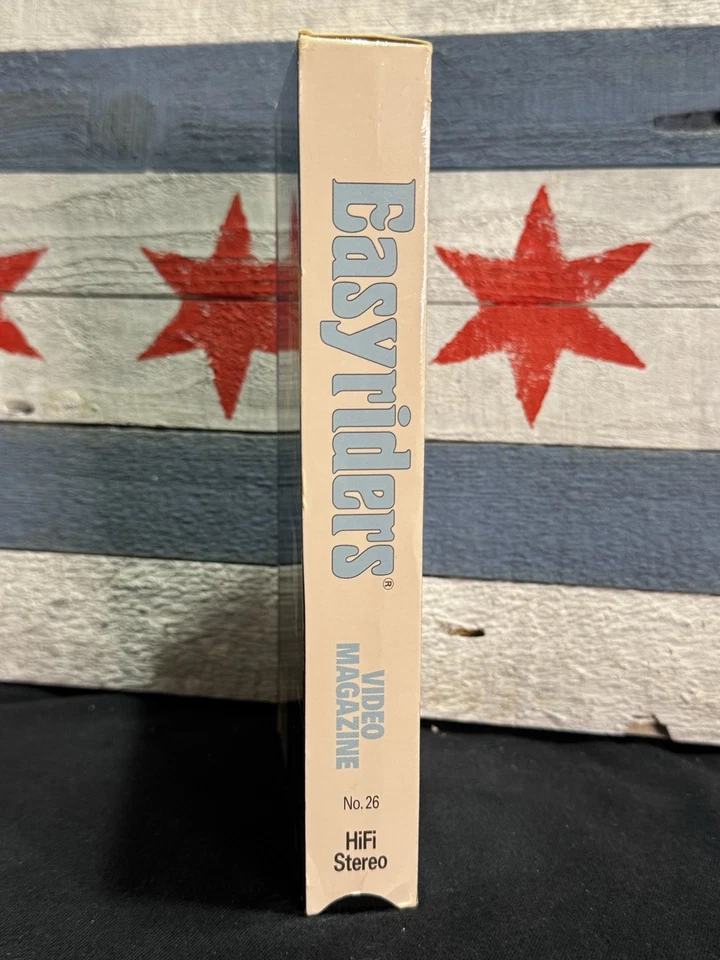 Easyriders®
VIDEO
MAGAZINE
No. 26
HiFi
Stereo